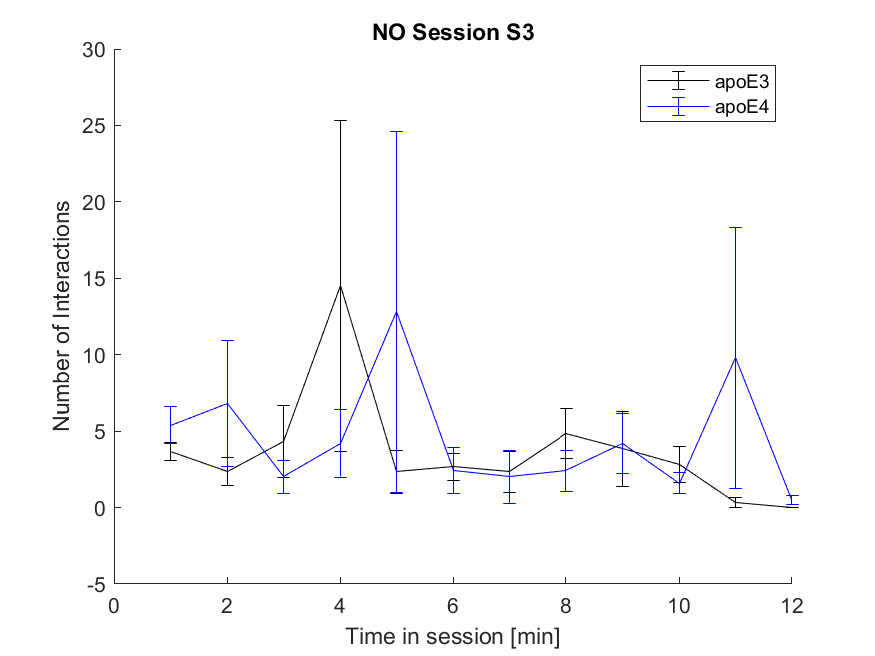 NO Session S3
30
25
20
15
10
5
0
-5
Number of Interactions
apoE3
apoE4
0 2 4 6 8 10 12
Time in session [min]